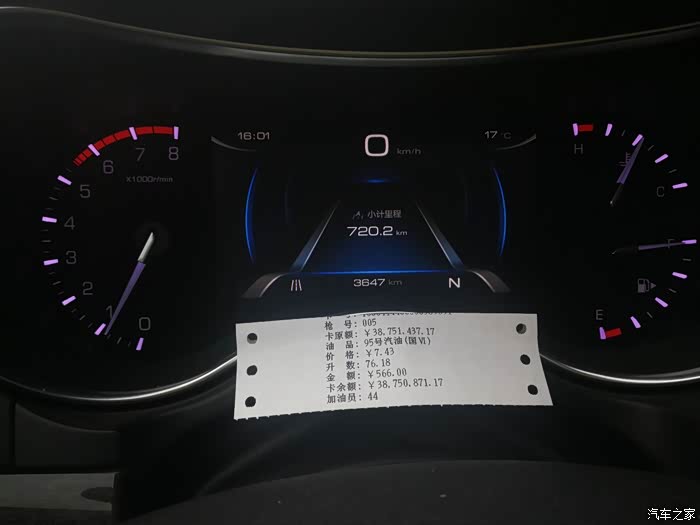 16:01
0 km/h
17 °C
8
7
6
5
4
3
2
1
0
X1000r/min
小计里程
720.2 km
3647 km
N
H
C
F
E
枪 号: 005
卡原额: ￥38,751,437.17
油 品: 95号汽油(国Ⅵ)
价 格: ￥7.43
升 数: 76.18
金 额: ￥566.00
卡余额: ￥38,750,871.17
加油员: 44
汽车之家